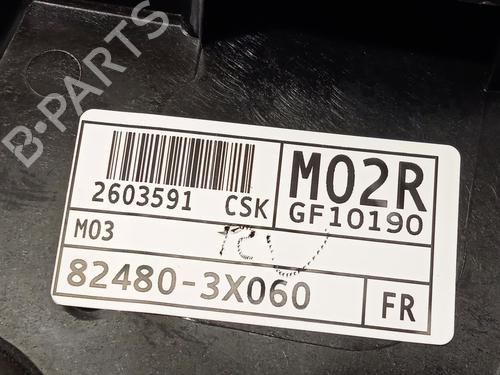 B-PARTS
2603591 CSK
M02R
GF10190
M03
82480-3X060
FR